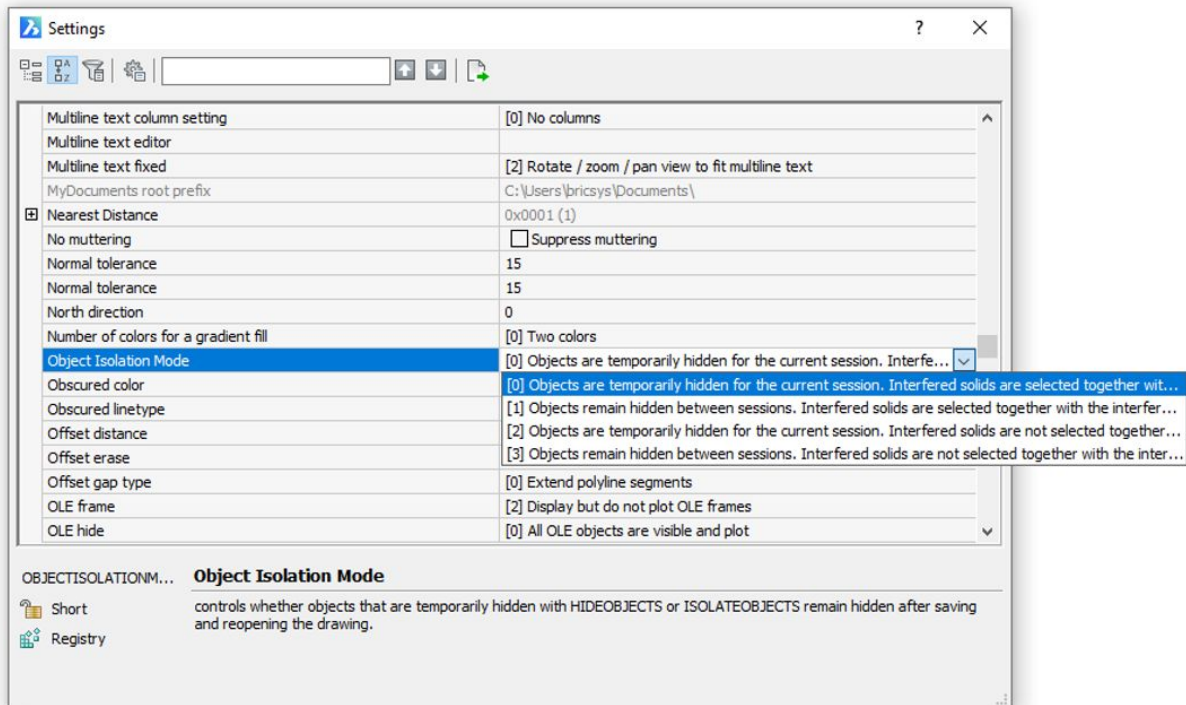 Settings ?
Multiline text column setting [0] No columns
Multiline text editor
Multiline text fixed [2] Rotate / zoom / pan view to fit multiline text
MyDocuments root prefix C:\Users\bricsys\Documents\
Nearest Distance 0x0001 (1)
No muttering Suppress muttering
Normal tolerance 15
Normal tolerance 15
North direction 0
Number of colors for a gradient fill [0] Two colors
Object Isolation Mode [0] Objects are temporarily hidden for the current session. Interfe...
Obscured color [0] Objects are temporarily hidden for the current session. Interfered solids are selected together wit...
Obscured linetype [1] Objects remain hidden between sessions. Interfered solids are selected together with the interfer...
Offset distance [2] Objects are temporarily hidden for the current session. Interfered solids are not selected together...
Offset erase [3] Objects remain hidden between sessions. Interfered solids are not selected together with the inter...
Offset gap type [0] Extend polyline segments
OLE frame [2] Display but do not plot OLE frames
OLE hide [0] All OLE objects are visible and plot
OBJECTISOLATIONM... Object Isolation Mode
Short controls whether objects that are temporarily hidden with HIDEOBJECTS or ISOLATEOBJECTS remain hidden after saving
and reopening the drawing.
Registry